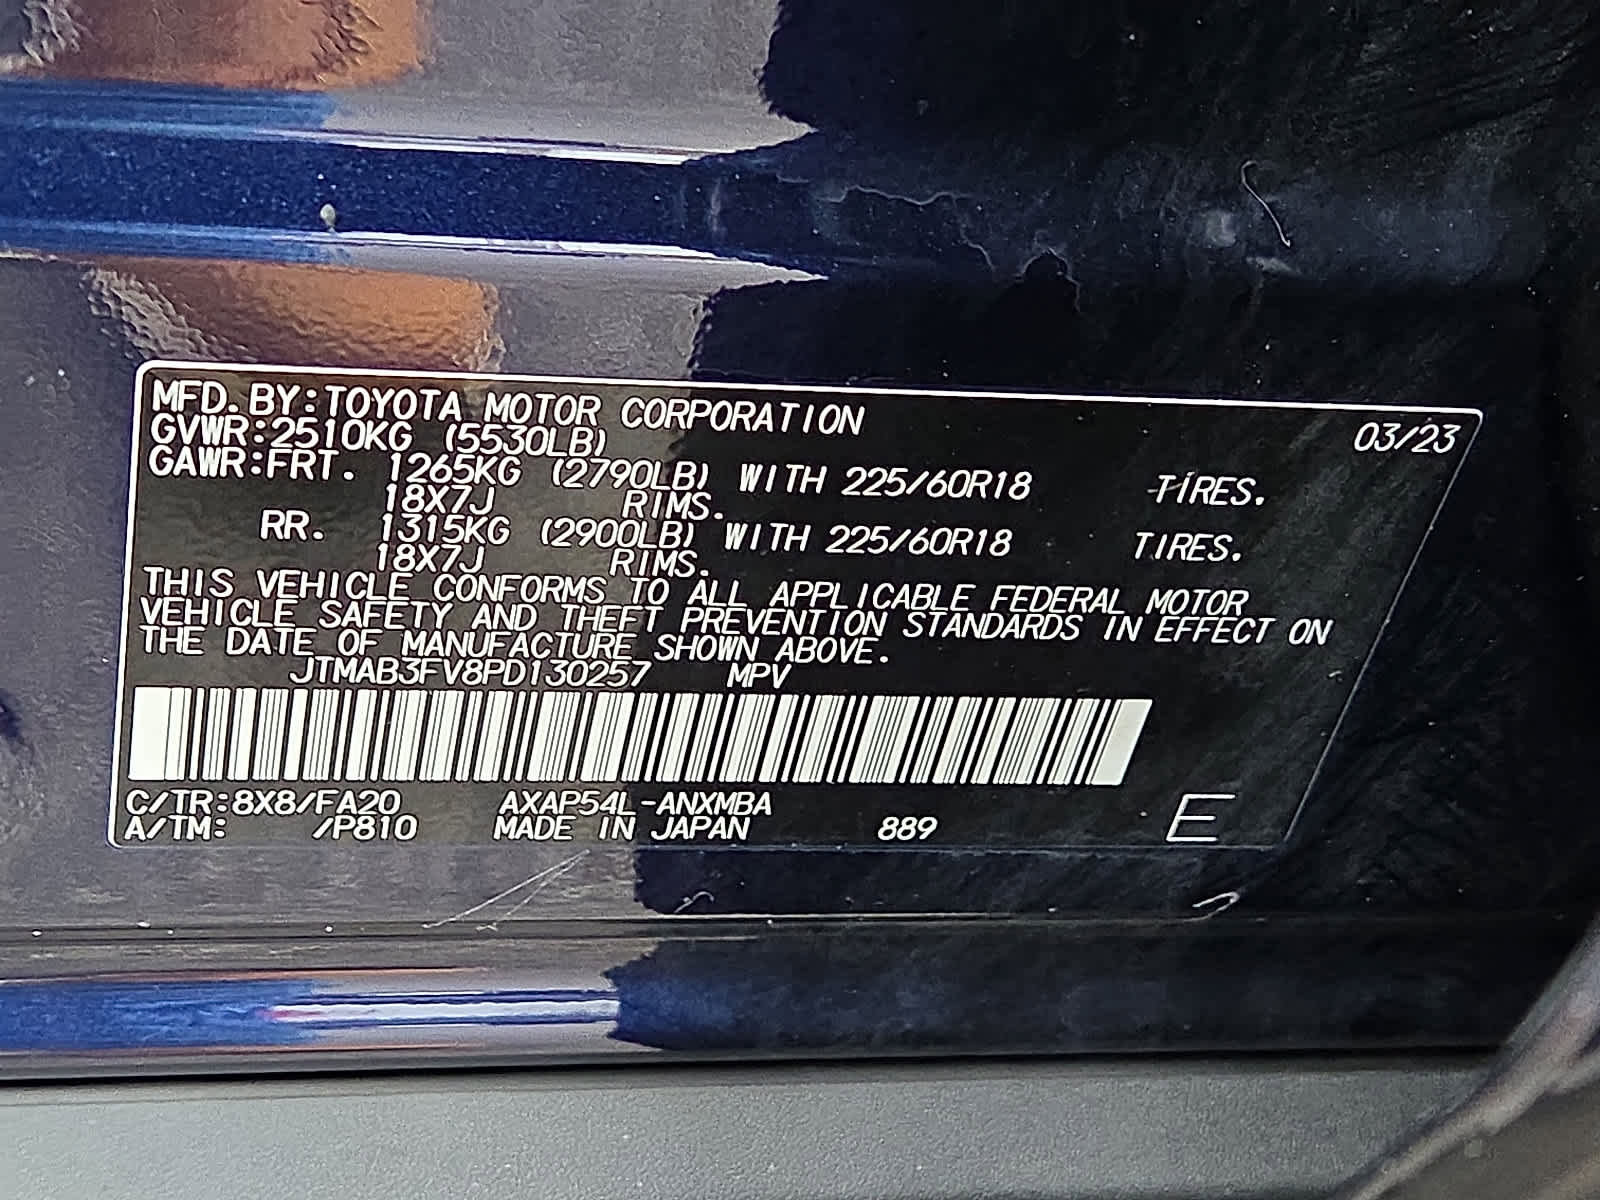 MFD.BY:TOYOTA MOTOR CORPORATION 03/23
GVWR:2510KG (5530LB)
GAWR:FRT. 1265KG (2790LB) WITH 225/60R18 TIRES.
18X7J RIMS.
RR. 1315KG (2900LB) WITH 225/60R18 TIRES.
18X7J RIMS.
THIS VEHICLE CONFORMS TO ALL APPLICABLE FEDERAL MOTOR
VEHICLE SAFETY AND THEFT PREVENTION STANDARDS IN EFFECT ON
THE DATE OF MANUFACTURE SHOWN ABOVE.
JTMAB3FV8PD130257 MPV
C/TR:8X8/FA20 AXAP54L-ANXMBA
A/TM: /P810 MADE IN JAPAN 889 E